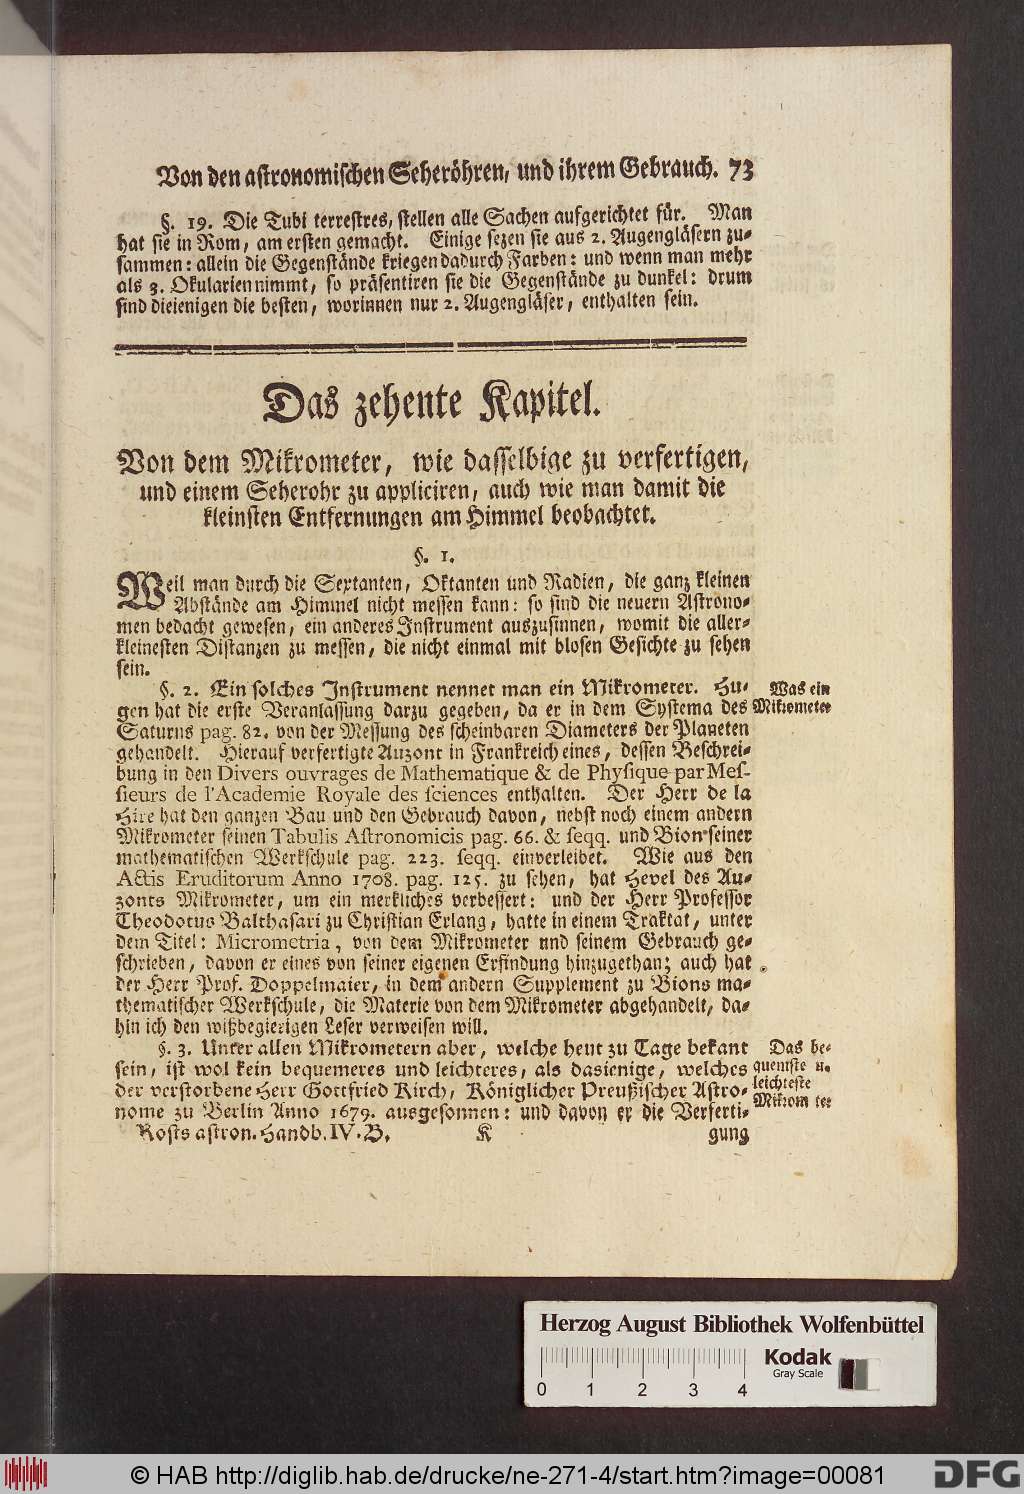 Von den astronomischen Seheröhren, und ihrem Gebrauch. 73
§. 19. Die Tubi terrestres, stellen alle Sachen aufgerichtet für. Man
hat sie in Rom, am ersten gemacht. Einige sezen sie aus 2. Augengläsern zu-
sammen: allein die Gegenstände kriegen dadurch Farben: und wenn man mehr
als 3. Okularien nimmt, so präsentiren sie die Gegenstände zu dunkel: drum
sind dieienigen die besten, worinnen nur 2. Augengläser, enthalten sein.
Das zehente Kapitel.
Von dem Mikrometer, wie dasselbige zu verfertigen,
und einem Seherohr zu appliciren, auch wie man damit die
kleinsten Entfernungen am Himmel beobachtet.
§. 1.
Weil man durch die Sextanten, Oktanten und Radien, die ganz kleinen
Abstände am Himmel nicht messen kann: so sind die neuern Astrono-
men bedacht gewesen, ein anderes Instrument auszusinnen, womit die aller-
kleinesten Distanzen zu messen, die nicht einmal mit blosen Gesichte zu sehen
sein.
§. 2. Ein solches Instrument nennet man ein Mikrometer. Hu-
gen hat die erste Veranlassung darzu gegeben, da er in dem Systema des
Saturns pag. 82. von der Messung des scheinbaren Diameters der Planeten
gehandelt. Hierauf verfertigte Auzont in Frankreich eines, dessen Beschrei-
bung in den Divers ouvrages de Mathematique & de Phyſique par Meſ-
ſieurs de l'Academie Royale des ſciences enthalten. Der Herr de la
Hire hat den ganzen Bau und den Gebrauch davon, nebst noch einem andern
Mikrometer seinen Tabulis Aſtronomicis pag. 66. & ſeqq. und Bion seiner
mathematischen Werkschule pag. 223. ſeqq. einverleibet. Wie aus den
Actis Eruditorum Anno 1708. pag. 125. zu sehen, hat Hevel des Au-
zonts Mikrometer, um ein merkliches verbessert: und der Herr Professor
Theodotus Balthasari zu Christian Erlang, hatte in einem Traktat, unter
dem Titel: Micrometria, von dem Mikrometer und seinem Gebrauch ge-
schrieben, davon er eines von seiner eigenen Erfindung hinzugethan; auch hat
der Herr Prof. Doppelmaier, in dem andern Supplement zu Bions ma-
thematischer Werkschule, die Materie von dem Mikrometer abgehandelt, da-
hin ich den wißbegierigen Leser verweisen will.
Was ein
Mikrometer
§. 3. Unter allen Mikrometern aber, welche heut zu Tage bekant
sein, ist wol kein bequemeres und leichteres, als dasienige, welches
der verstorbene Herr Gottfried Kirch, Königlicher Preußischer Astro-
nome zu Berlin Anno 1679. ausgesonnen: und davon er die Verferti-
Das be-
quemste u.
leichteste
Mikrometer
Rosts astron. Handb. IV. B. K gung
Herzog August Bibliothek Wolfenbüttel
0 1 2 3 4
Kodak
Gray Scale
© HAB http://diglib.hab.de/drucke/ne-271-4/start.htm?image=00081
DFG